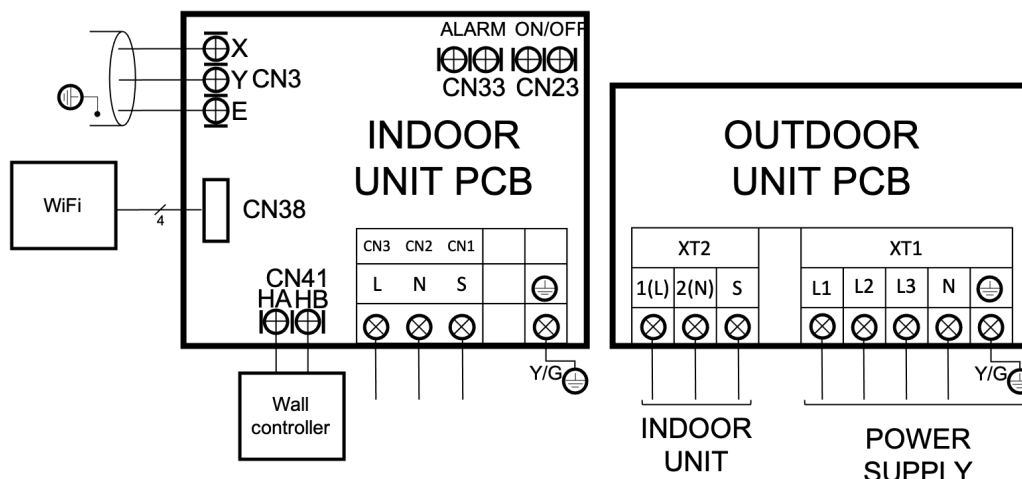 ALARM ON/OFF
X
Y CN3
E
CN33 CN23
INDOOR
UNIT PCB
WiFi
4
CN38
CN41
HA HB
CN3 CN2 CN1
L N S
Y/G
Wall
controller
OUTDOOR
UNIT PCB
XT2 XT1
1(L) 2(N) S L1 L2 L3 N
Y/G
INDOOR
UNIT
POWER
SUPPLY